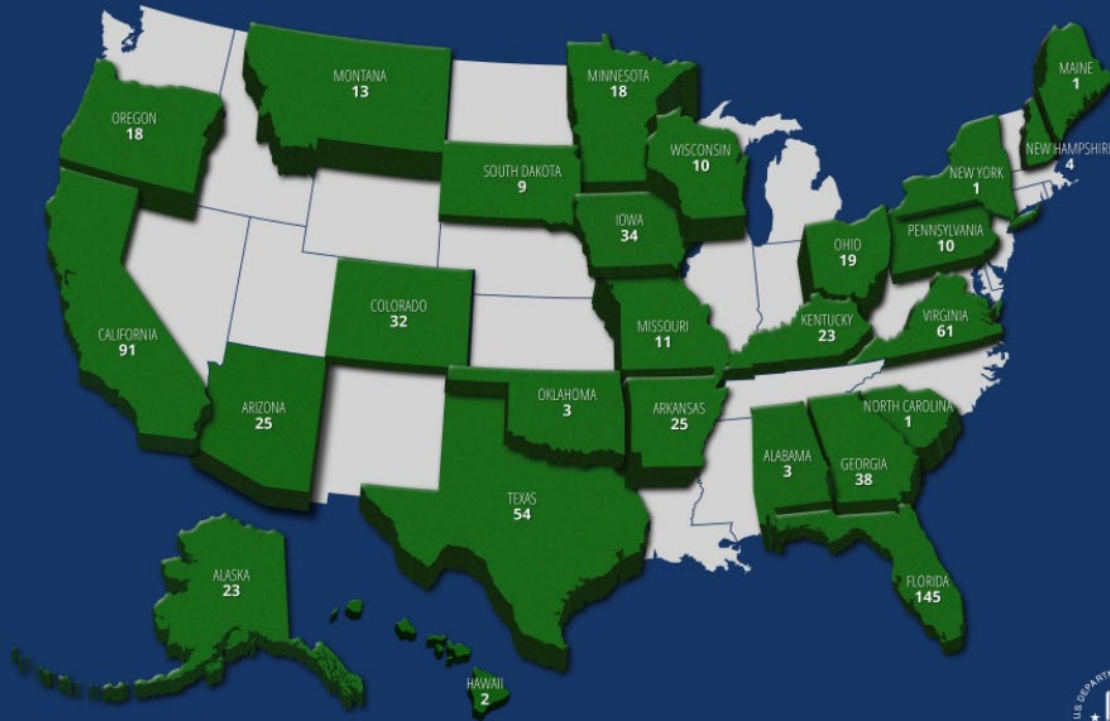 MONTANA
13
MINNESOTA
18
MAINE
1
OREGON
18
WISCONSIN
10
NEW HAMPSHIRE
4
SOUTH DAKOTA
9
NEW YORK
1
IOWA
34
OHIO
19
PENNSYLVANIA
10
COLORADO
32
CALIFORNIA
91
MISSOURI
11
KENTUCKY
23
VIRGINIA
61
ARIZONA
25
OKLAHOMA
3
ARKANSAS
25
NORTH CAROLINA
1
ALABAMA
3
GEORGIA
38
TEXAS
54
ALASKA
23
FLORIDA
145
HAWAII
2